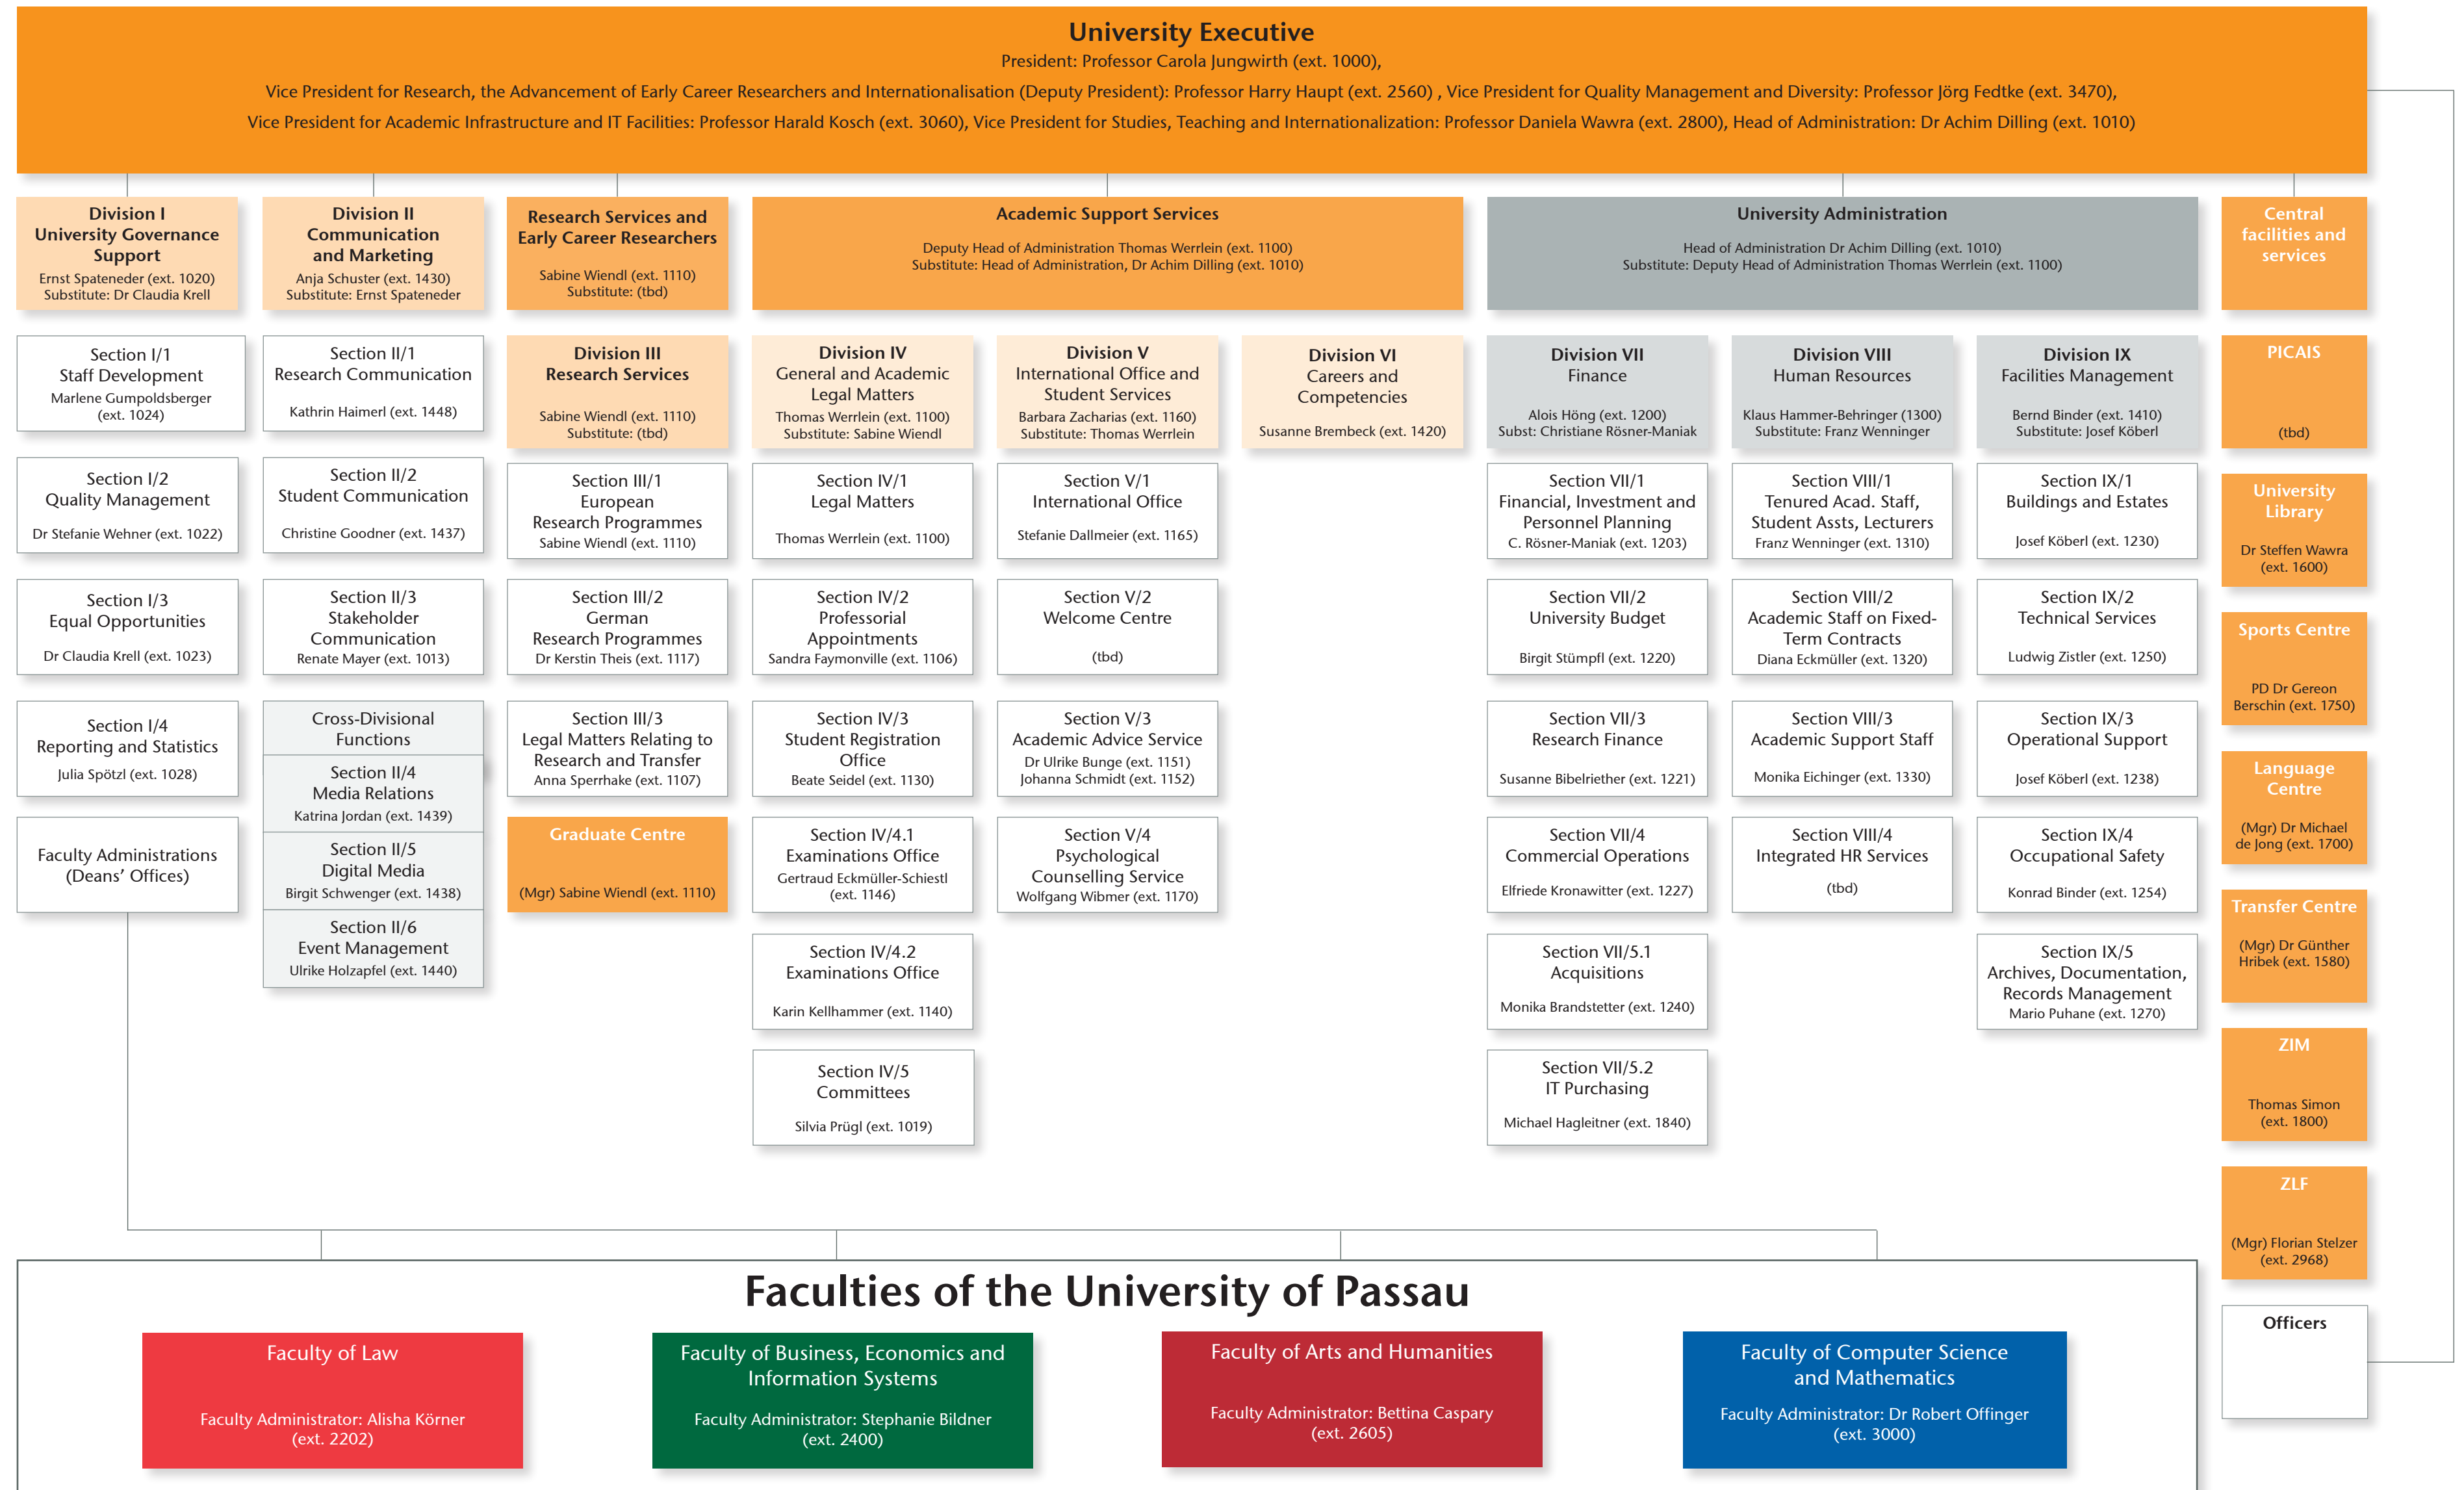 University Executive
President: Professor Carola Jungwirth (ext. 1000),
Vice President for Research, the Advancement of Early Career Researchers and Internationalisation (Deputy President): Professor Harry Haupt (ext. 2560) , Vice President for Quality Management and Diversity: Professor Jörg Fedtke (ext. 3470),
Vice President for Academic Infrastructure and IT Facilities: Professor Harald Kosch (ext. 3060), Vice President for Studies, Teaching and Internationalization: Professor Daniela Wawra (ext. 2800), Head of Administration: Dr Achim Dilling (ext. 1010)
Division I
University Governance
Support
Ernst Spateneder (ext. 1020)
Substitute: Dr Claudia Krell
Section I/1
Staff Development
Marlene Gumpoldsberger
(ext. 1024)
Section I/2
Quality Management
Dr Stefanie Wehner (ext. 1022)
Section I/3
Equal Opportunities
Dr Claudia Krell (ext. 1023)
Section I/4
Reporting and Statistics
Julia Spötzl (ext. 1028)
Faculty Administrations
(Deans’ Offices)
Division II
Communication
and Marketing
Anja Schuster (ext. 1430)
Substitute: Ernst Spateneder
Section II/1
Research Communication
Kathrin Haimerl (ext. 1448)
Section II/2
Student Communication
Christine Goodner (ext. 1437)
Section II/3
Stakeholder
Communication
Renate Mayer (ext. 1013)
Cross-Divisional
Functions
Section II/4
Media Relations
Katrina Jordan (ext. 1439)
Section II/5
Digital Media
Birgit Schwenger (ext. 1438)
Section II/6
Event Management
Ulrike Holzapfel (ext. 1440)
Research Services and
Early Career Researchers
Sabine Wiendl (ext. 1110)
Substitute: (tbd)
Division III
Research Services
Sabine Wiendl (ext. 1110)
Substitute: (tbd)
Section III/1
European
Research Programmes
Sabine Wiendl (ext. 1110)
Section III/2
German
Research Programmes
Dr Kerstin Theis (ext. 1117)
Section III/3
Legal Matters Relating to
Research and Transfer
Anna Sperrhake (ext. 1107)
Graduate Centre
(Mgr) Sabine Wiendl (ext. 1110)
Academic Support Services
Deputy Head of Administration Thomas Werrlein (ext. 1100)
Substitute: Head of Administration, Dr Achim Dilling (ext. 1010)
Division IV
General and Academic
Legal Matters
Thomas Werrlein (ext. 1100)
Substitute: Sabine Wiendl
Section IV/1
Legal Matters
Thomas Werrlein (ext. 1100)
Section IV/2
Professorial
Appointments
Sandra Faymonville (ext. 1106)
Section IV/3
Student Registration
Office
Beate Seidel (ext. 1130)
Section IV/4.1
Examinations Office
Gertraud Eckmüller-Schiestl
(ext. 1146)
Section IV/4.2
Examinations Office
Karin Kellhammer (ext. 1140)
Section IV/5
Committees
Silvia Prügl (ext. 1019)
Division V
International Office and
Student Services
Barbara Zacharias (ext. 1160)
Substitute: Thomas Werrlein
Section V/1
International Office
Stefanie Dallmeier (ext. 1165)
Section V/2
Welcome Centre
(tbd)
Section V/3
Academic Advice Service
Dr Ulrike Bunge (ext. 1151)
Johanna Schmidt (ext. 1152)
Section V/4
Psychological
Counselling Service
Wolfgang Wibmer (ext. 1170)
Division VI
Careers and
Competencies
Susanne Brembeck (ext. 1420)
University Administration
Head of Administration Dr Achim Dilling (ext. 1010)
Substitute: Deputy Head of Administration Thomas Werrlein (ext. 1100)
Division VII
Finance
Alois Höng (ext. 1200)
Subst: Christiane Rösner-Maniak
Section VII/1
Financial, Investment and
Personnel Planning
C. Rösner-Maniak (ext. 1203)
Section VII/2
University Budget
Birgit Stümpfl (ext. 1220)
Section VII/3
Research Finance
Susanne Bibelriether (ext. 1221)
Section VII/4
Commercial Operations
Elfriede Kronawitter (ext. 1227)
Section VII/5.1
Acquisitions
Monika Brandstetter (ext. 1240)
Section VII/5.2
IT Purchasing
Michael Hagleitner (ext. 1840)
Division VIII
Human Resources
Klaus Hammer-Behringer (1300)
Substitute: Franz Wenninger
Section VIII/1
Tenured Acad. Staff,
Student Assts, Lecturers
Franz Wenninger (ext. 1310)
Section VIII/2
Academic Staff on Fixed-
Term Contracts
Diana Eckmüller (ext. 1320)
Section VIII/3
Academic Support Staff
Monika Eichinger (ext. 1330)
Section VIII/4
Integrated HR Services
(tbd)
Division IX
Facilities Management
Bernd Binder (ext. 1410)
Substitute: Josef Köberl
Section IX/1
Buildings and Estates
Josef Köberl (ext. 1230)
Section IX/2
Technical Services
Ludwig Zistler (ext. 1250)
Section IX/3
Operational Support
Josef Köberl (ext. 1238)
Section IX/4
Occupational Safety
Konrad Binder (ext. 1254)
Section IX/5
Archives, Documentation,
Records Management
Mario Puhane (ext. 1270)
Central
facilities and
services
PICAIS
(tbd)
University
Library
Dr Steffen Wawra
(ext. 1600)
Sports Centre
PD Dr Gereon
Berschin (ext. 1750)
Language
Centre
(Mgr) Dr Michael
de Jong (ext. 1700)
Transfer Centre
(Mgr) Dr Günther
Hribek (ext. 1580)
ZIM
Thomas Simon
(ext. 1800)
ZLF
(Mgr) Florian Stelzer
(ext. 2968)
Officers
Faculties of the University of Passau
Faculty of Law
Faculty Administrator: Alisha Körner
(ext. 2202)
Faculty of Business, Economics and
Information Systems
Faculty Administrator: Stephanie Bildner
(ext. 2400)
Faculty of Arts and Humanities
Faculty Administrator: Bettina Caspary
(ext. 2605)
Faculty of Computer Science
and Mathematics
Faculty Administrator: Dr Robert Offinger
(ext. 3000)